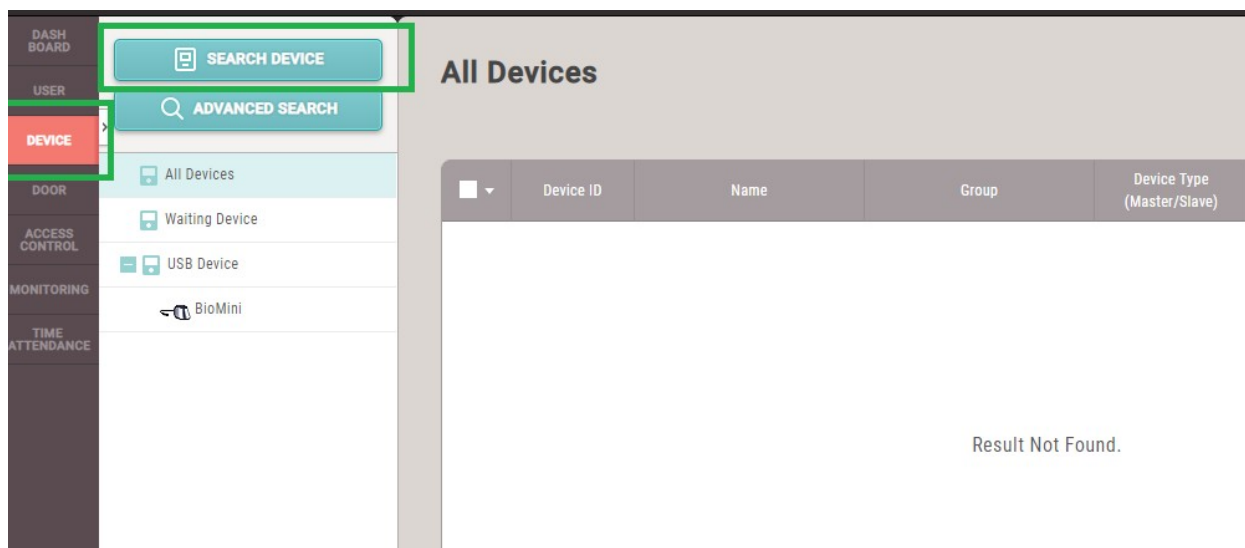 DASH
BOARD
USER
DEVICE
DOOR
ACCESS
CONTROL
MONITORING
TIME
ATTENDANCE
SEARCH DEVICE
ADVANCED SEARCH
All Devices
Waiting Device
USB Device
BioMini
All Devices
Device ID
Name
Group
Device Type
(Master/Slave)
Result Not Found.